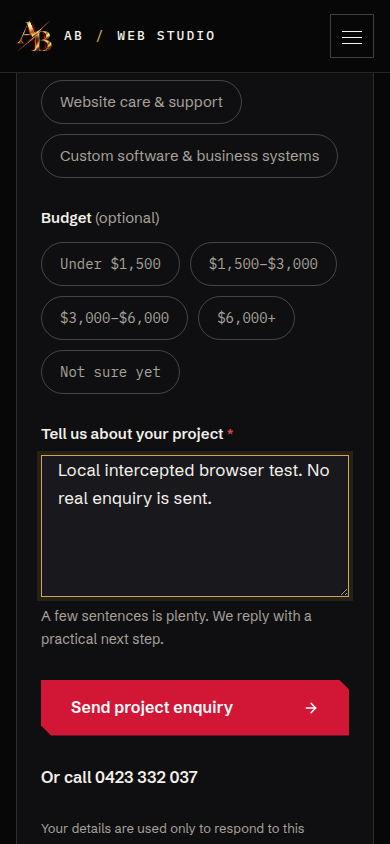 AB AB / WEB STUDIO
Website care & support
Custom software & business systems
Budget (optional)
Under $1,500
$1,500–$3,000
$3,000–$6,000
$6,000+
Not sure yet
Tell us about your project *
Local intercepted browser test. No
real enquiry is sent.
A few sentences is plenty. We reply with a
practical next step.
Send project enquiry →
Or call 0423 332 037
Your details are used only to respond to this